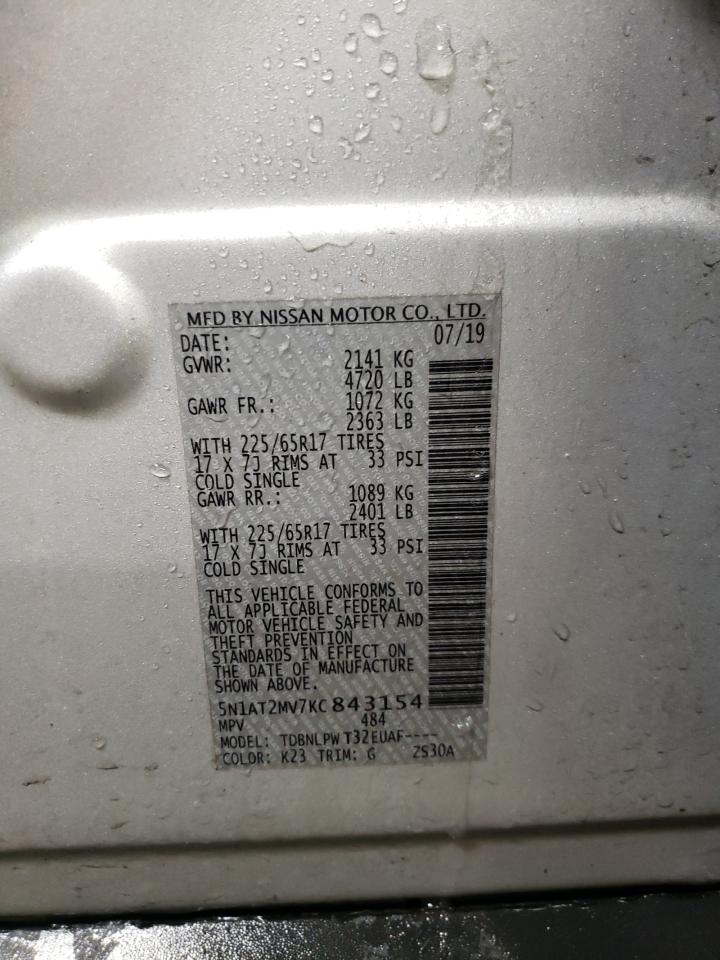 MFD BY NISSAN MOTOR CO., LTD.
DATE: 07/19
GVWR: 2141 KG
4720 LB
GAWR FR.: 1072 KG
2363 LB
WITH 225/65R17 TIRES
17 X 7J RIMS AT 33 PSI
COLD SINGLE
GAWR RR.: 1089 KG
2401 LB
WITH 225/65R17 TIRES
17 X 7J RIMS AT 33 PSI
COLD SINGLE
THIS VEHICLE CONFORMS TO
ALL APPLICABLE FEDERAL
MOTOR VEHICLE SAFETY AND
THEFT PREVENTION
STANDARDS IN EFFECT ON
THE DATE OF MANUFACTURE
SHOWN ABOVE.
5N1AT2MV7KC843154
MPV 484
MODEL: TDBNLPW T32EUAF----
COLOR: K23 TRIM: G 2S30A